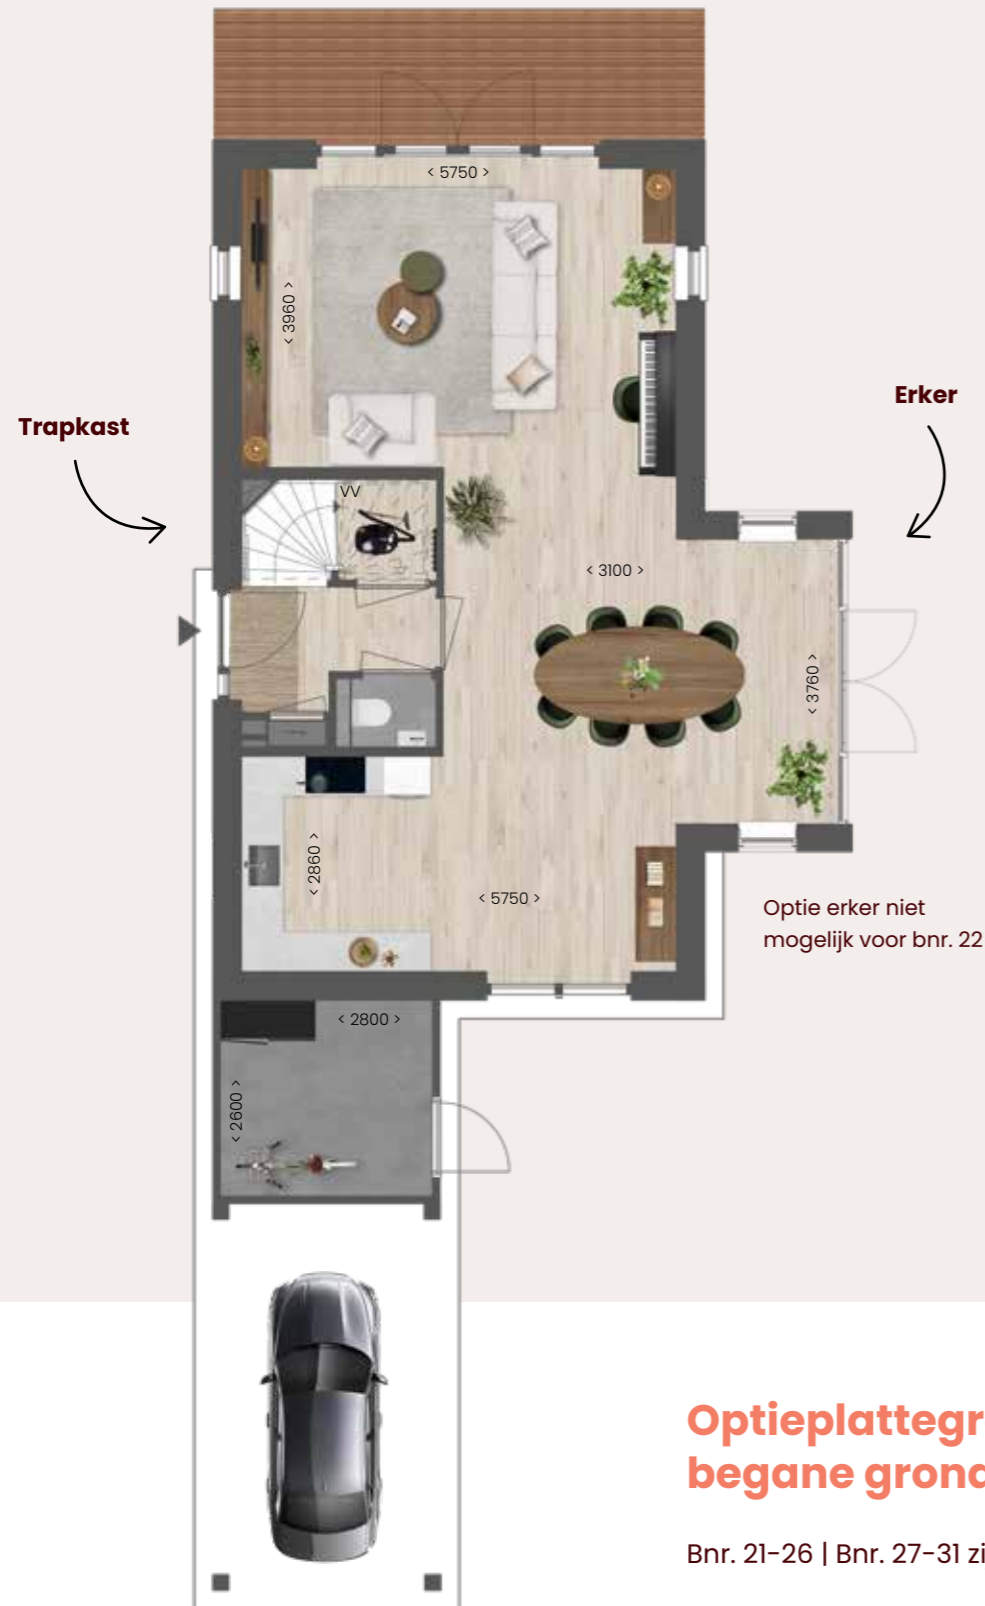 < 5750 >
< 3960 >
Erker
Trapkast
VV
< 3100 >
< 3760 >
< 2860 >
< 5750 >
Optie erker niet
mogelijk voor bnr. 22
< 2800 >
< 2600 >
Optieplattegr
begane grond
Bnr. 21-26 | Bnr. 27-31 zi